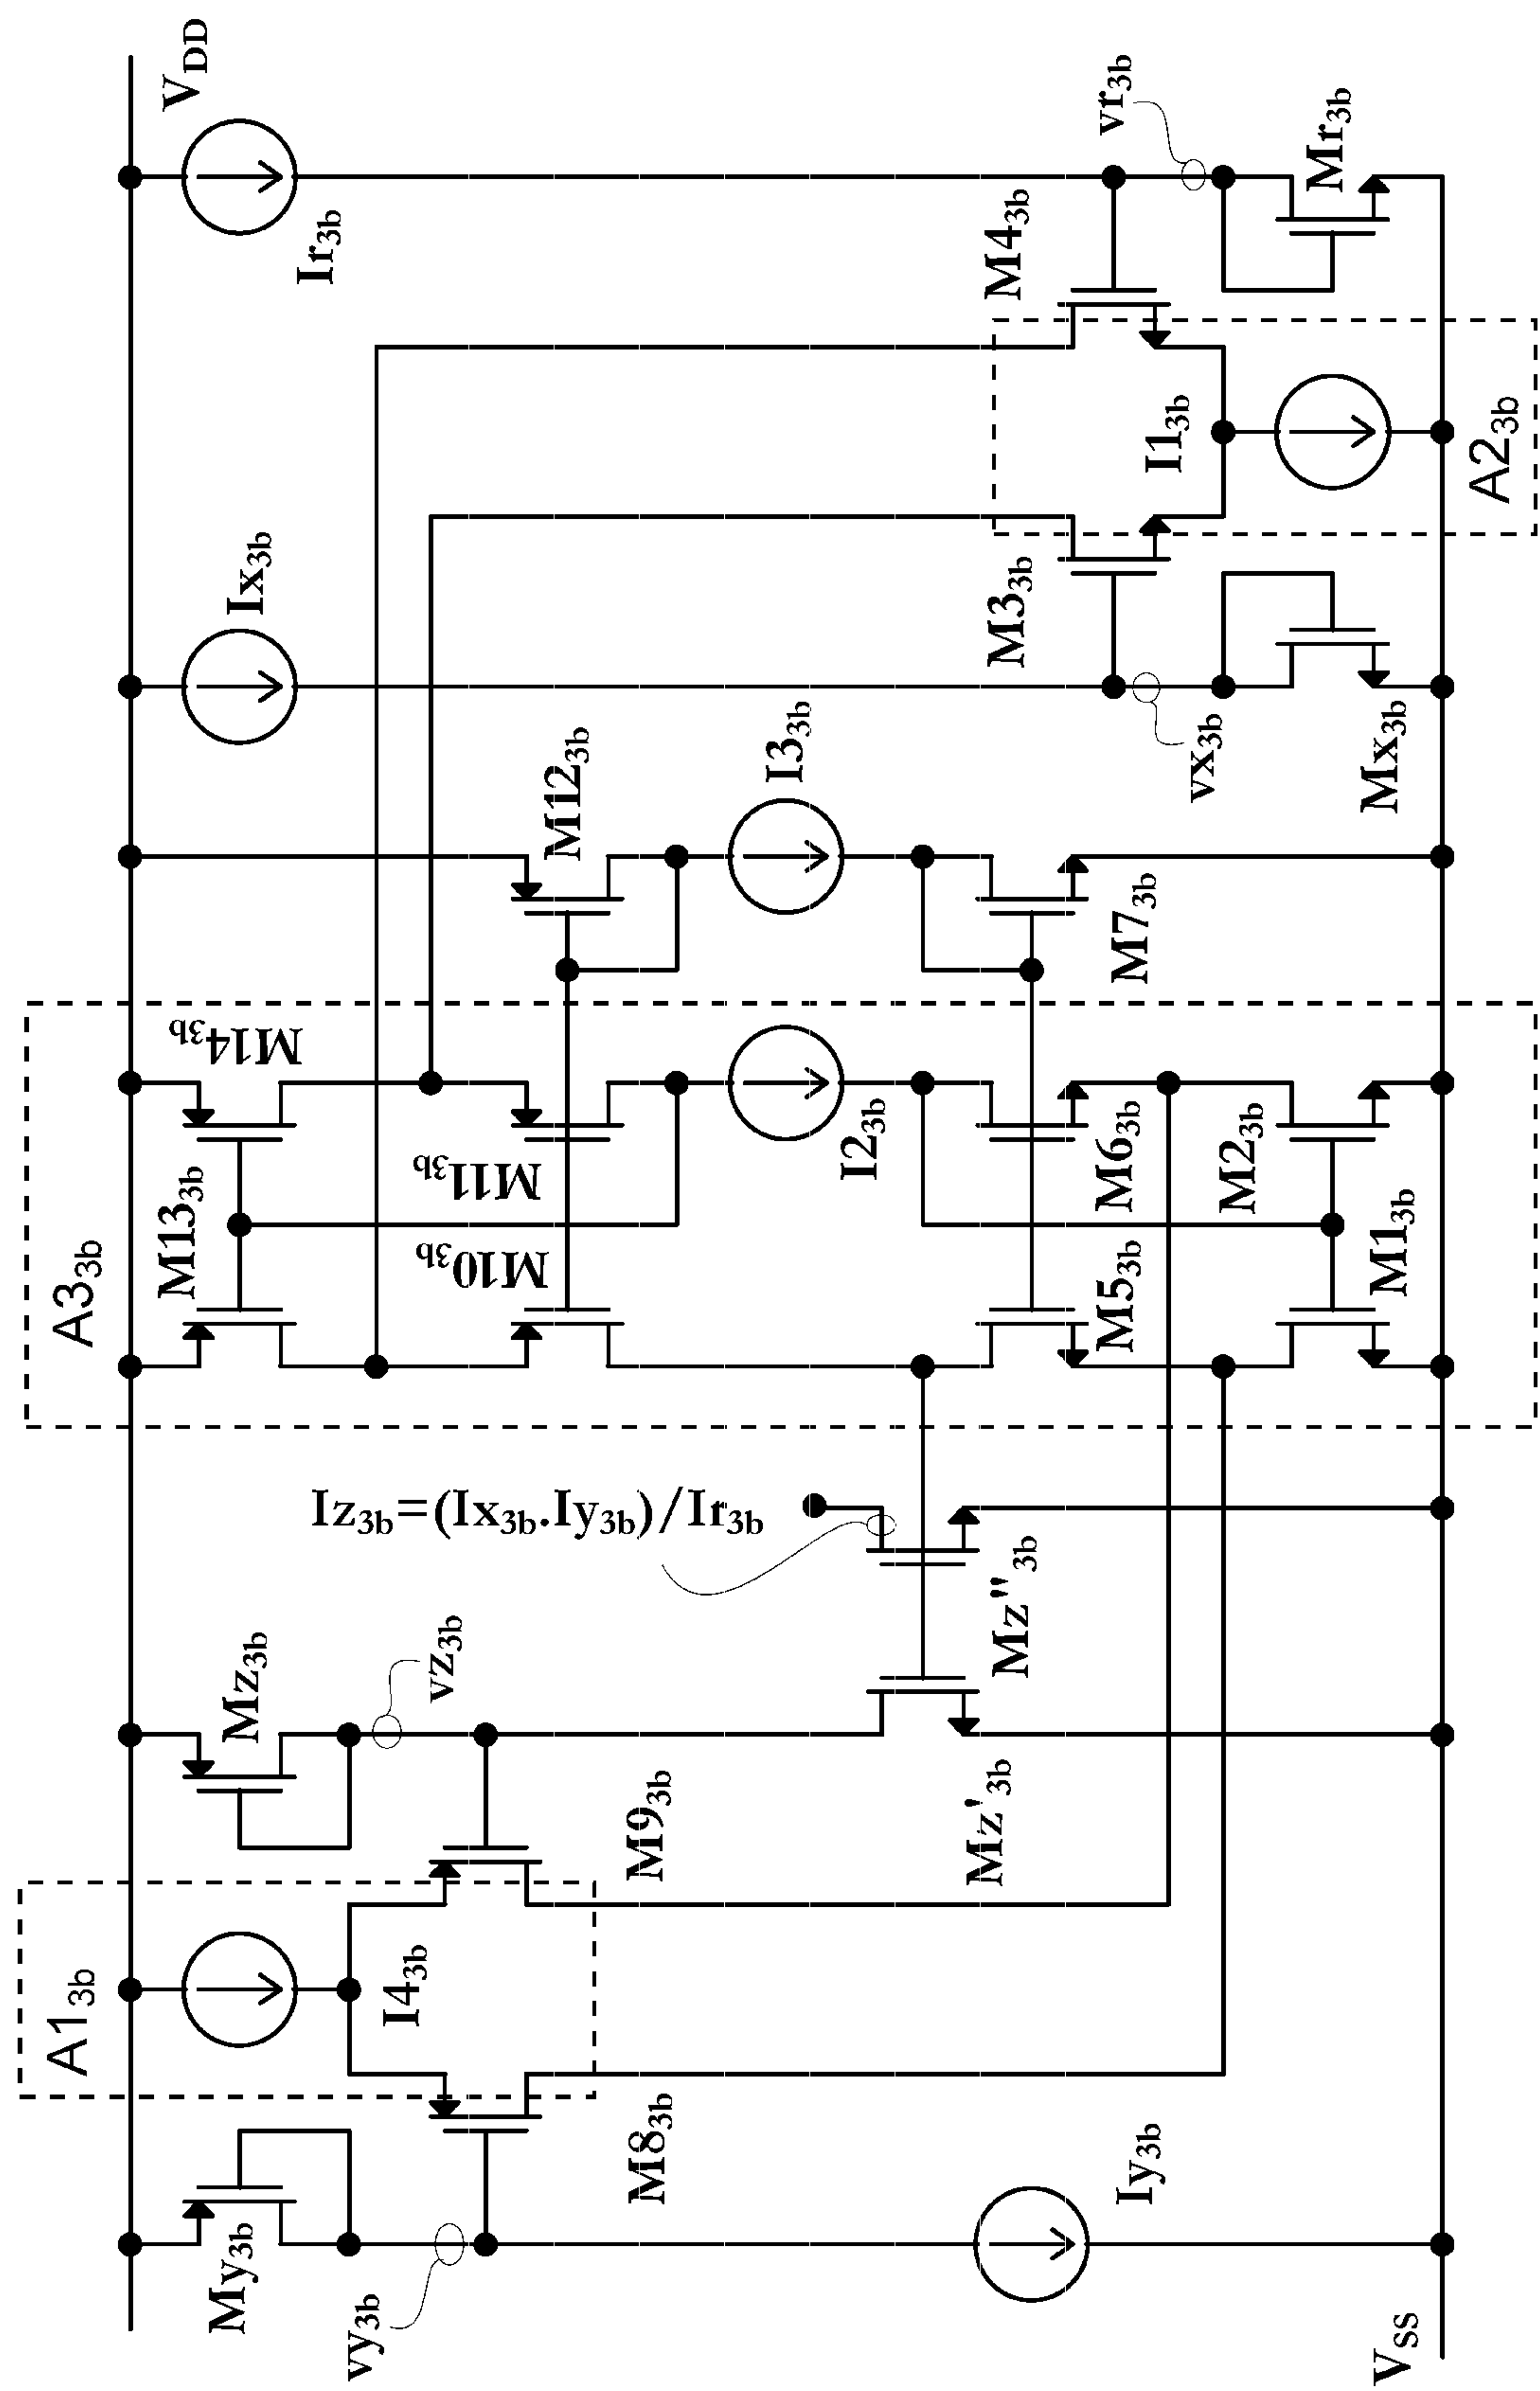 V_DD
Ir_3b
vr_3b
M4_3b
Mr_3b
I1_3b
A2_3b
Ix_3b
M3_3b
vx_3b
Mx_3b
M12_3b
I3_3b
M7_3b
A3_3b
M14_3b
M13_3b
M11_3b
M10_3b
I2_3b
M6_3b
M5_3b
M2_3b
M1_3b
Iz_3b=(Ix_3b.Iy_3b)/Ir_3b
Mz_3b
vz_3b
Mz''_3b
Mz'_3b
M9_3b
A1_3b
I4_3b
M8_3b
My_3b
vy_3b
Iy_3b
V_SS